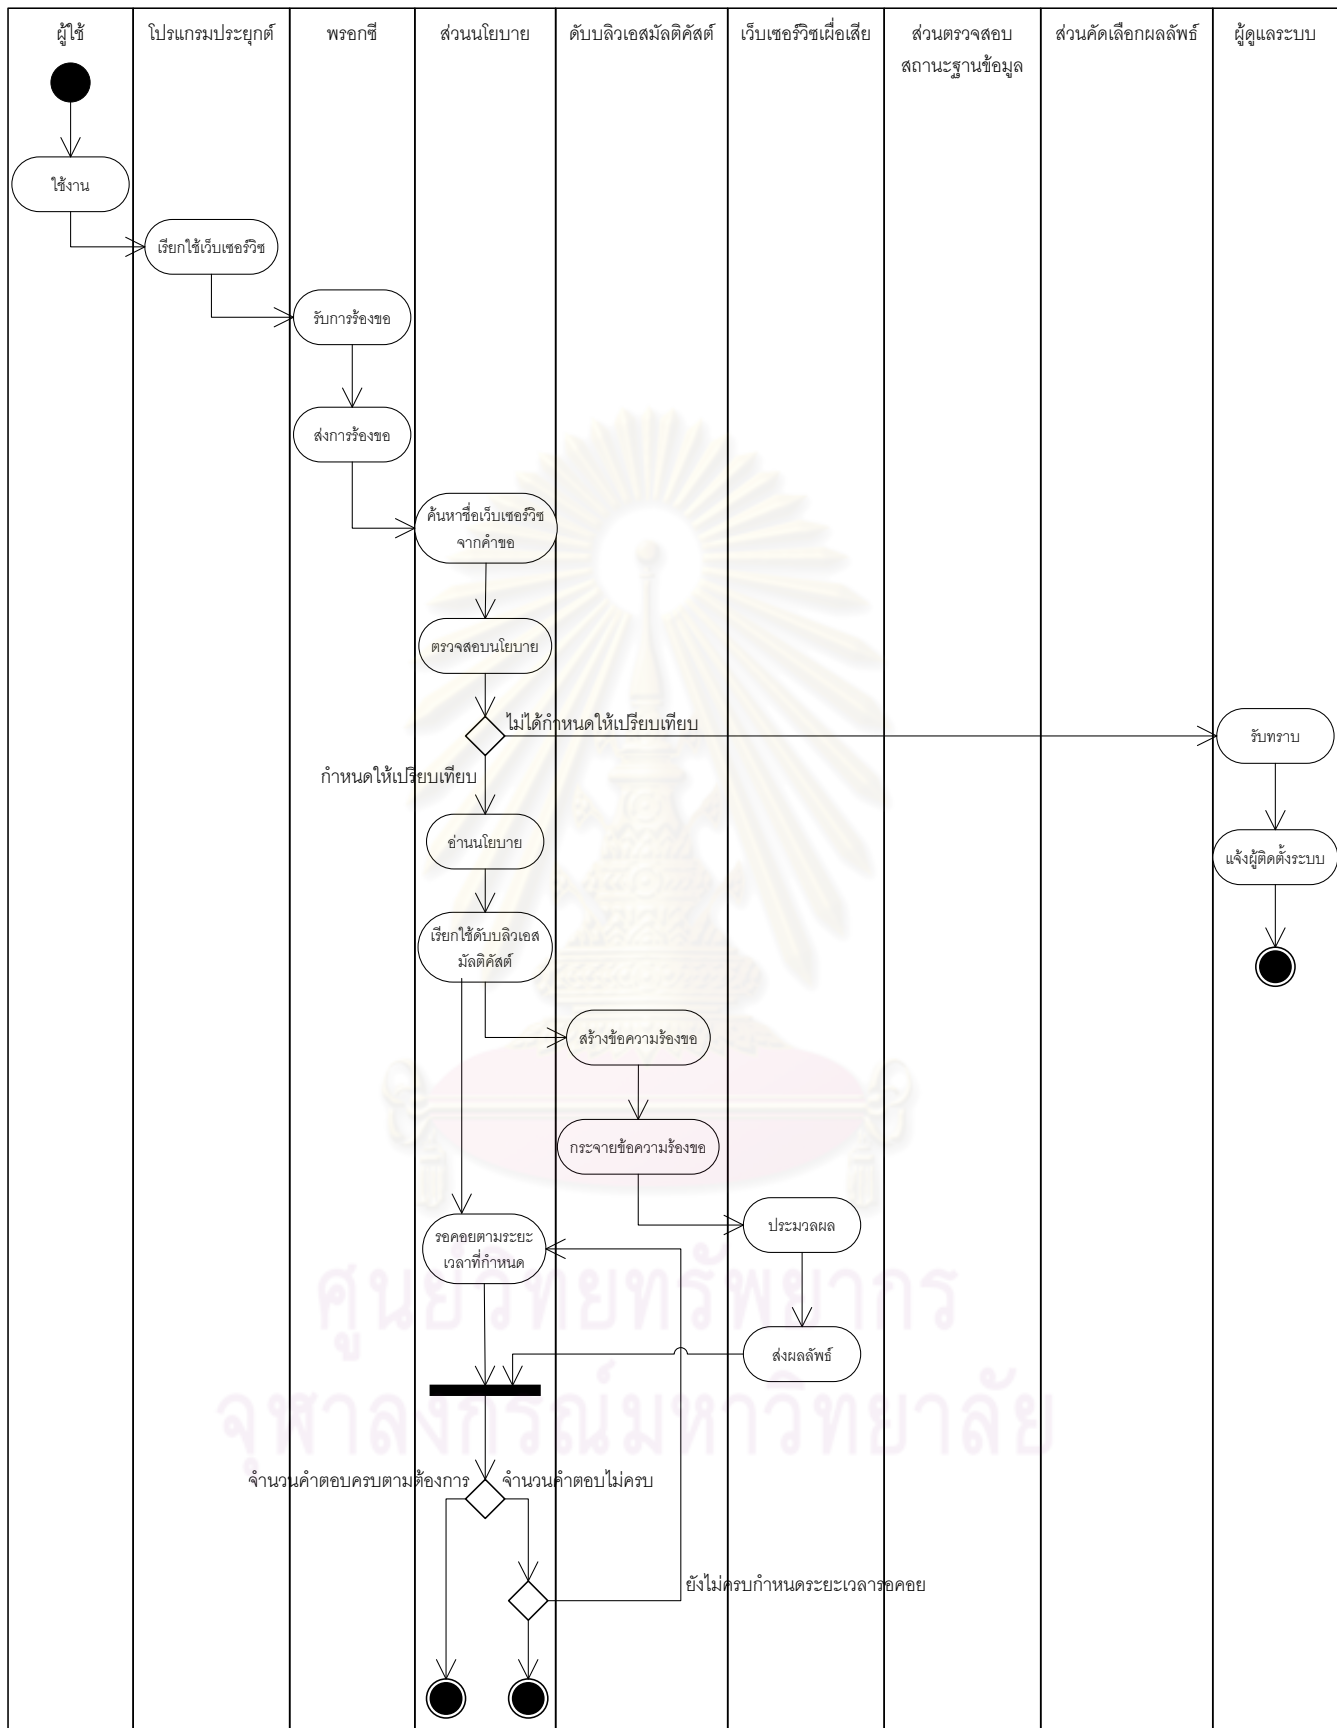 ผู้ใช้
โปรแกรมประยุกต์
พรอกซี
ส่วนนโยบาย
ดับบลิวเอสมัลติคัสต์
เว็บเซอร์วิซเผื่อเสีย
ส่วนตรวจสอบ
สถานะฐานข้อมูล
ส่วนคัดเลือกผลลัพธ์
ผู้ดูแลระบบ
ใช้งาน
เรียกใช้เว็บเซอร์วิซ
รับการร้องขอ
ส่งการร้องขอ
ค้นหาชื่อเว็บเซอร์วิซ
จากคำขอ
ตรวจสอบนโยบาย
ไม่ได้กำหนดให้เปรียบเทียบ
รับทราบ
กำหนดให้เปรียบเทียบ
อ่านนโยบาย
แจ้งผู้ติดตั้งระบบ
เรียกใช้ดับบลิวเอส
มัลติคัสต์
สร้างข้อความร้องขอ
กระจายข้อความร้องขอ
ประมวลผล
รอคอยตามระยะ
เวลาที่กำหนด
ศูนย์วิทยทรัพยากร
ส่งผลลัพธ์
จุฬาลงกรณ์มหาวิทยาลัย
จำนวนคำตอบครบตามต้องการ
จำนวนคำตอบไม่ครบ
ยังไม่ครบกำหนดระยะเวลารอคอย